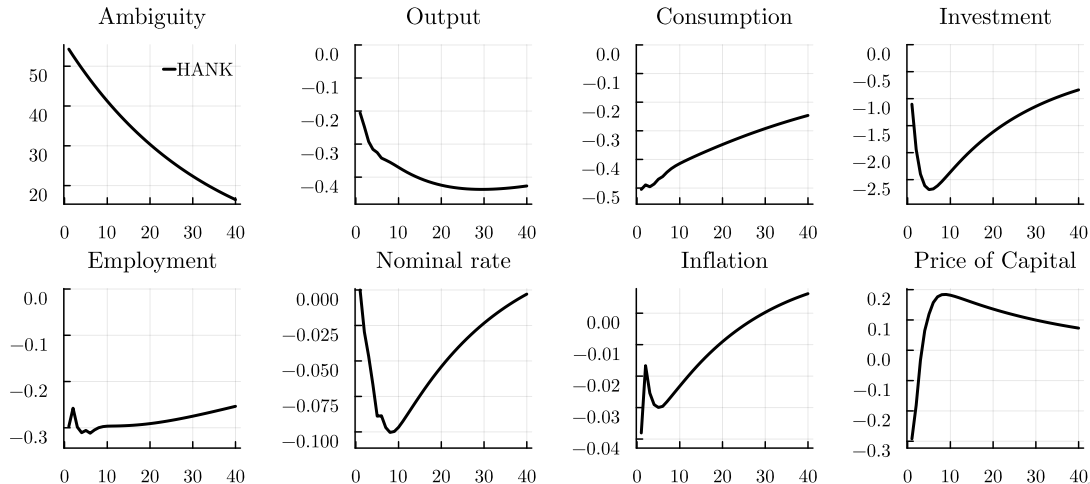 Ambiguity
50
40
30
20
0 10 20 30 40
HANK
Output
0.0
−0.1
−0.2
−0.3
−0.4
0 10 20 30 40
Consumption
0.0
−0.1
−0.2
−0.3
−0.4
−0.5
0 10 20 30 40
Investment
0.0
−0.5
−1.0
−1.5
−2.0
−2.5
0 10 20 30 40
Employment
0.0
−0.1
−0.2
−0.3
0 10 20 30 40
Nominal rate
0.000
−0.025
−0.050
−0.075
−0.100
0 10 20 30 40
Inflation
0.00
−0.01
−0.02
−0.03
−0.04
0 10 20 30 40
Price of Capital
0.2
0.1
0.0
−0.1
−0.2
−0.3
0 10 20 30 40